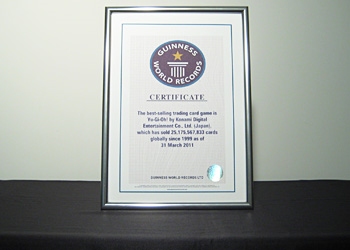 GUINNESS
WORLD RECORDS
CERTIFICATE
The best-selling trading card game is
Yu-Gi-Oh! by Konami Digital
Entertainment Co., Ltd. (Japan),
which has sold 25,175,567,833 cards
globally since 1999 as of
31 March 2011
GUINNESS WORLD RECORDS LTD